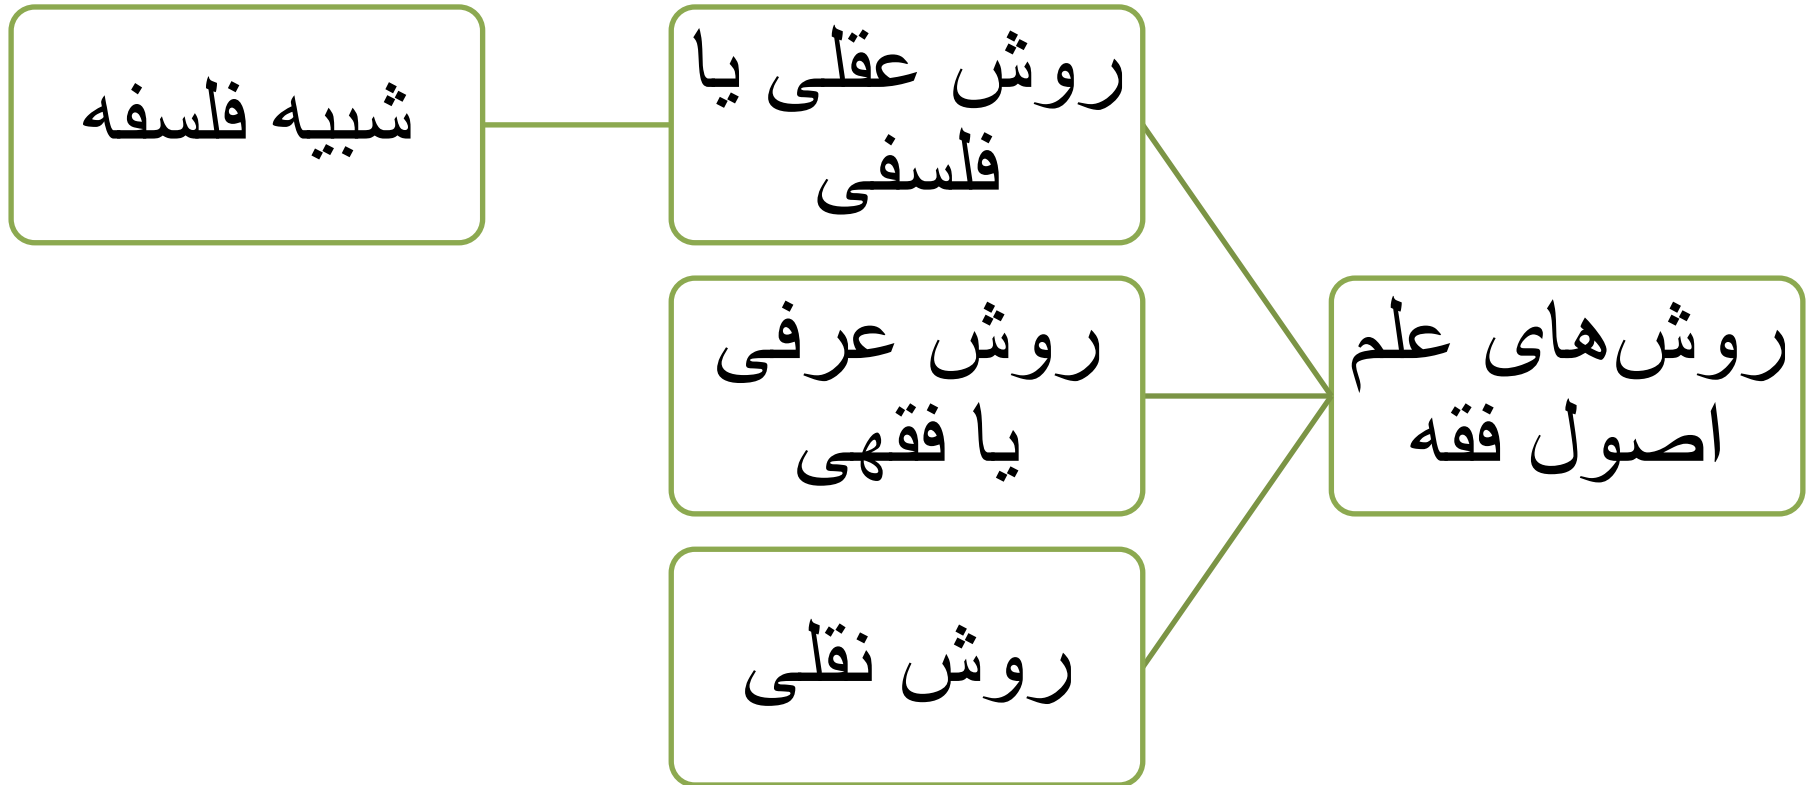 روش‌های علم
اصول فقه
روش عقلی یا
فلسفی
شبیه فلسفه
روش عرفی
یا فقهی
روش نقلی